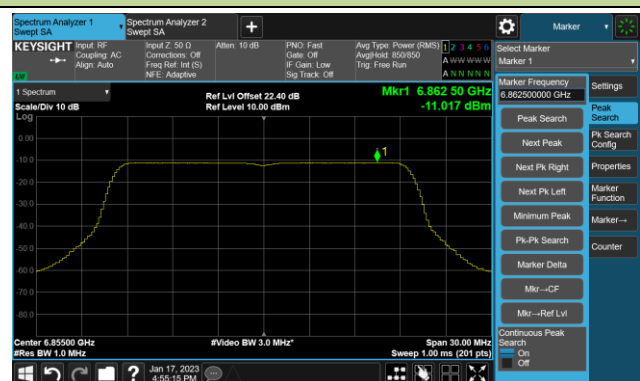 Spectrum Analyzer 1
Swept SA
Spectrum Analyzer 2
Swept SA
+
Marker
KEYSIGHT
Input: RF
Coupling: AC
Align: Auto
Input Z: 50 Ω
Corrections: Off
Freq Ref: Int (S)
NFE: Adaptive
Atten: 10 dB
PNO: Fast
Gate: Off
IF Gain: Low
Sig Track: Off
Avg Type: Power (RMS)
Avg|Hold: 850/850
Trig: Free Run
1 2 3 4 5 6
A W W W W W
A N N N N N
LW
Select Marker
Marker 1
1 Spectrum
Scale/Div 10 dB
Ref Lvl Offset 22.40 dB
Ref Level 10.00 dBm
Mkr1 6.862 50 GHz
-11.017 dBm
Log
0.00
-10.0
-20.0
-30.0
-40.0
-50.0
-60.0
-70.0
-80.0
1
Center 6.85500 GHz
#Res BW 1.0 MHz
#Video BW 3.0 MHz*
Span 30.00 MHz
Sweep 1.00 ms (201 pts)
Marker Frequency
6.862500000 GHz
Peak Search
Next Peak
Next Pk Right
Next Pk Left
Minimum Peak
Pk-Pk Search
Marker Delta
Mkr→CF
Mkr→Ref Lvl
Continuous Peak
Search
On
Off
Settings
Peak
Search
Pk Search
Config
Properties
Marker
Function
Marker→
Counter
?
Jan 17, 2023
4:55:15 PM